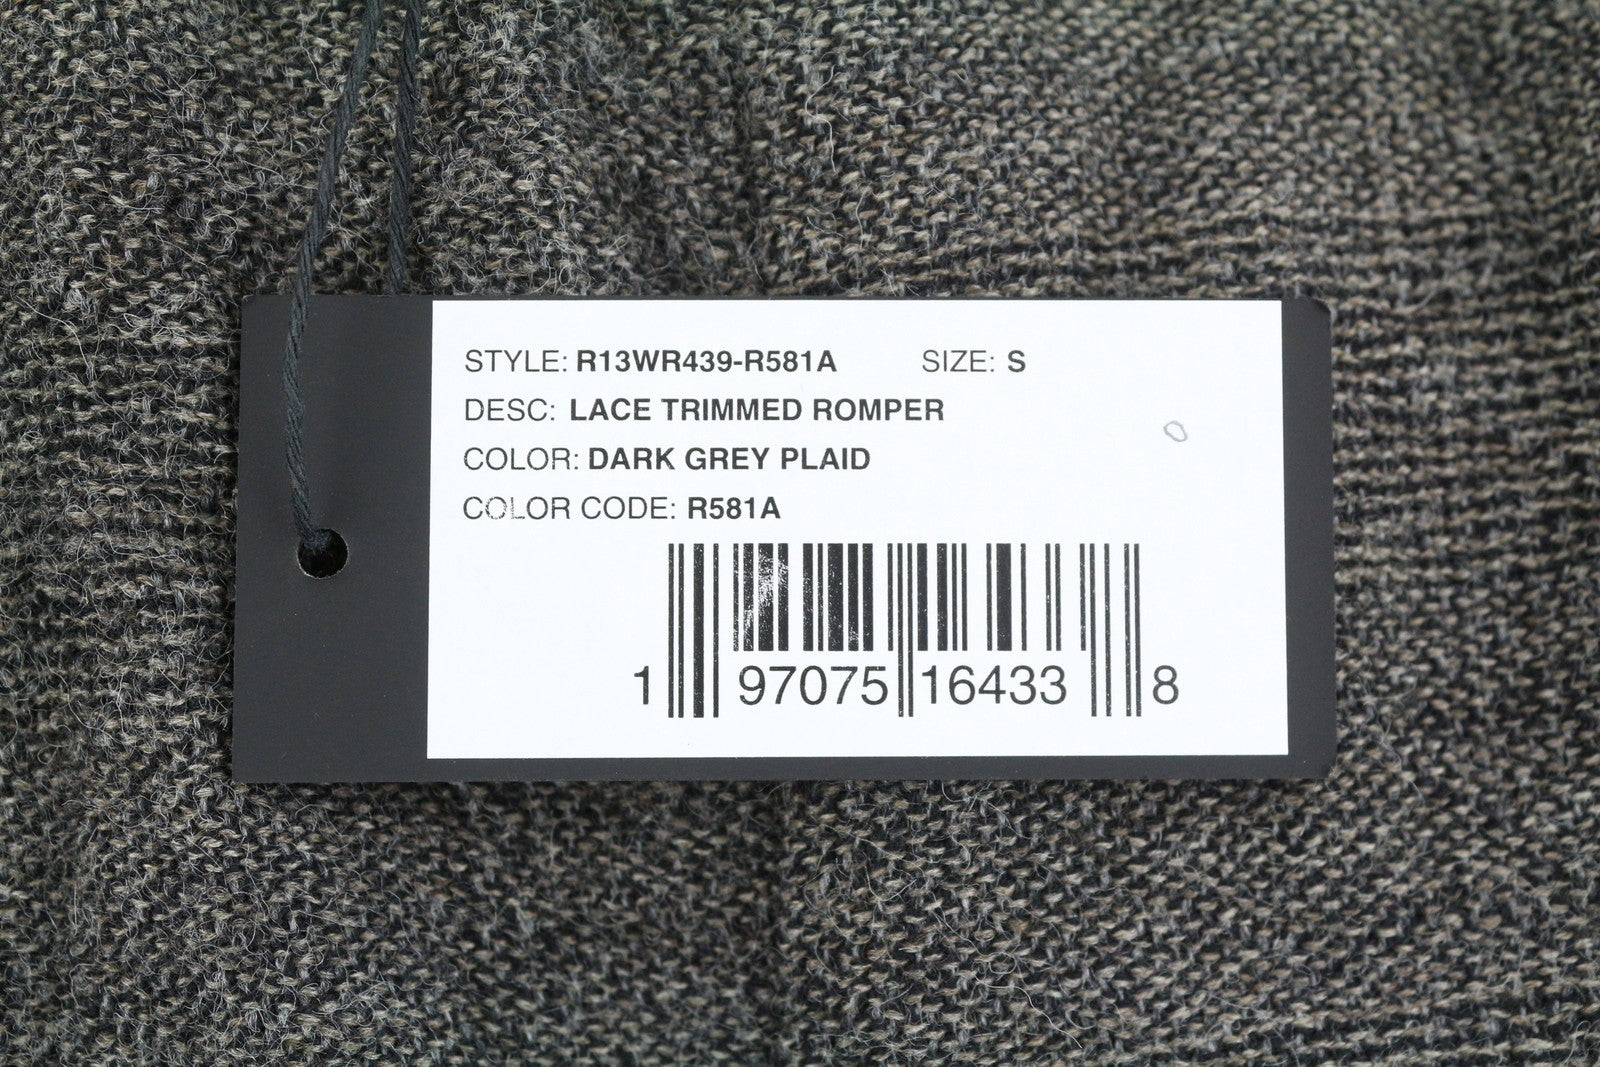 STYLE: R13WR439-R581A SIZE: S
DESC: LACE TRIMMED ROMPER
COLOR: DARK GREY PLAID
COLOR CODE: R581A
1 97075 16433 8